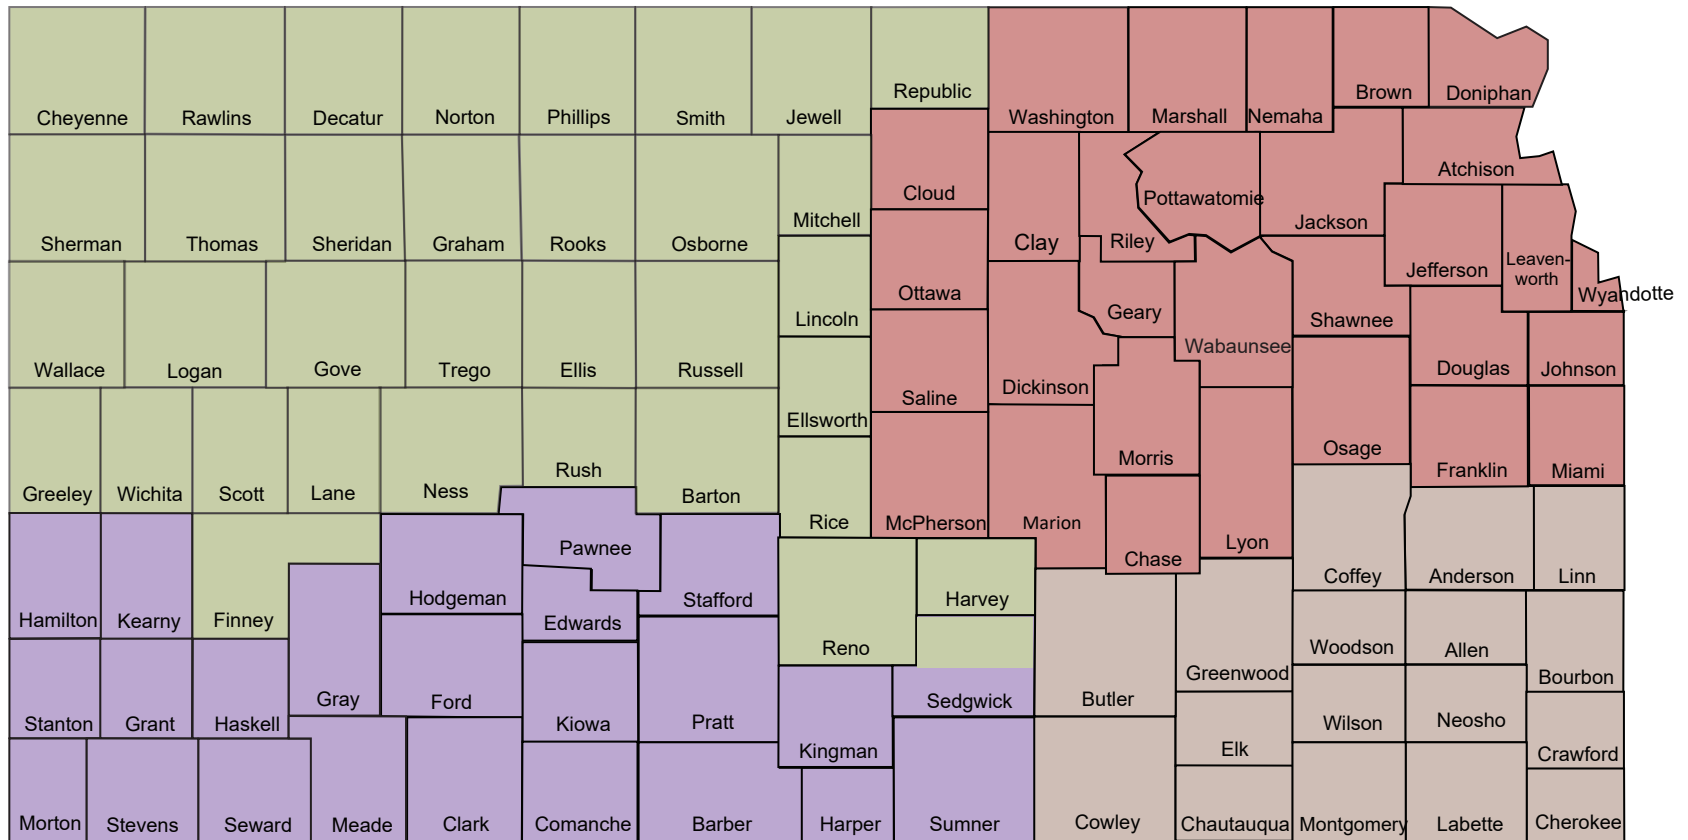 Cheyenne
Rawlins
Decatur
Norton
Phillips
Smith
Jewell
Republic
Washington
Marshall
Nemaha
Brown
Doniphan
Sherman
Thomas
Sheridan
Graham
Rooks
Osborne
Mitchell
Cloud
Clay
Riley
Pottawatomie
Jackson
Atchison
Jefferson
Leaven-
worth
Wyandotte
Wallace
Logan
Gove
Trego
Ellis
Russell
Lincoln
Ottawa
Geary
Wabaunsee
Shawnee
Douglas
Johnson
Ellsworth
Saline
Dickinson
Morris
Osage
Franklin
Miami
Greeley
Wichita
Scott
Lane
Ness
Rush
Barton
Rice
McPherson
Marion
Chase
Lyon
Coffey
Anderson
Linn
Hamilton
Kearny
Finney
Hodgeman
Pawnee
Edwards
Stafford
Reno
Harvey
Stanton
Grant
Haskell
Gray
Ford
Kiowa
Pratt
Kingman
Sedgwick
Butler
Greenwood
Woodson
Allen
Bourbon
Elk
Wilson
Neosho
Crawford
Morton
Stevens
Seward
Meade
Clark
Comanche
Barber
Harper
Sumner
Cowley
Chautauqua
Montgomery
Labette
Cherokee